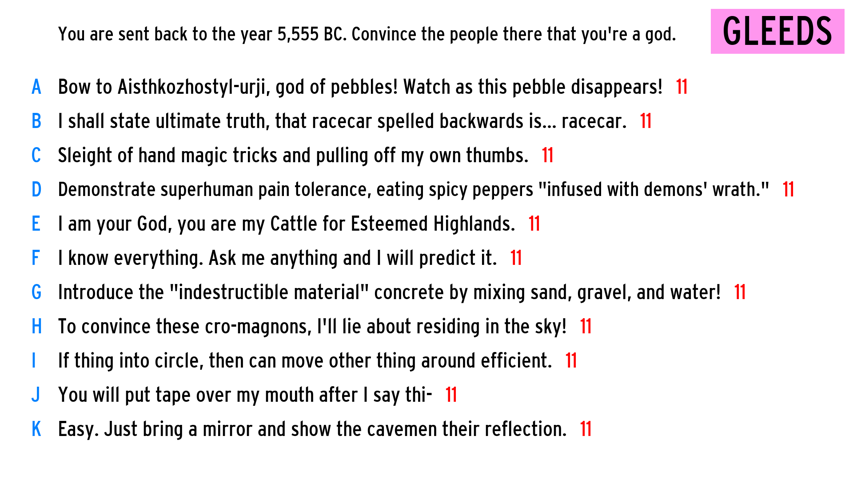 You are sent back to the year 5,555 BC. Convince the people there that you're a god.
GLEEDS
A Bow to Aisthkozhostyl-urji, god of pebbles! Watch as this pebble disappears! 11
B I shall state ultimate truth, that racecar spelled backwards is... racecar. 11
C Sleight of hand magic tricks and pulling off my own thumbs. 11
D Demonstrate superhuman pain tolerance, eating spicy peppers "infused with demons' wrath." 11
E I am your God, you are my Cattle for Esteemed Highlands. 11
F I know everything. Ask me anything and I will predict it. 11
G Introduce the "indestructible material" concrete by mixing sand, gravel, and water! 11
H To convince these cro-magnons, I'll lie about residing in the sky! 11
I If thing into circle, then can move other thing around efficient. 11
J You will put tape over my mouth after I say thi- 11
K Easy. Just bring a mirror and show the cavemen their reflection. 11